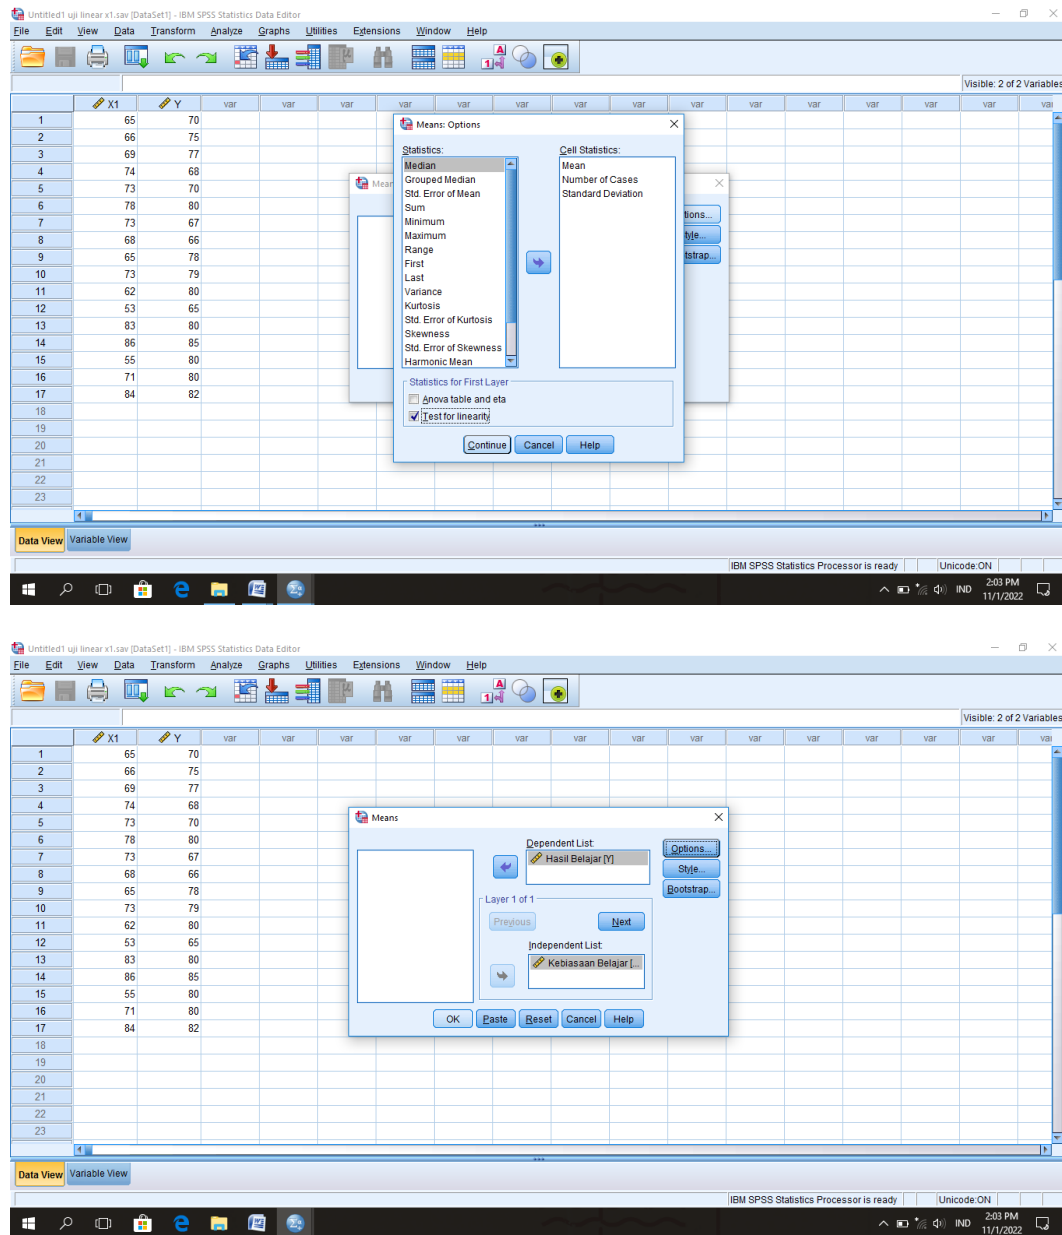 Untitled1 uji linear x1.sav [DataSet1] - IBM SPSS Statistics Data Editor
File Edit View Data Transform Analyze Graphs Utilities Extensions Window Help
Visible: 2 of 2 Variables
X1 Y var var var var var var var var var var var var var var
1 65 70
2 66 75
3 69 77
4 74 68
5 73 70
6 78 80
7 73 67
8 68 66
9 65 78
10 73 79
11 62 80
12 53 65
13 83 80
14 86 85
15 55 80
16 71 80
17 84 82
18
19
20
21
22
23
Means: Options
Statistics:
Median
Grouped Median
Std. Error of Mean
Sum
Minimum
Maximum
Range
First
Last
Variance
Kurtosis
Std. Error of Kurtosis
Skewness
Std. Error of Skewness
Harmonic Mean
Cell Statistics:
Mean
Number of Cases
Standard Deviation
Statistics for First Layer
Anova table and eta
Test for linearity
Continue Cancel Help
Data View Variable View
IBM SPSS Statistics Processor is ready Unicode:ON
IND 2:03 PM
11/1/2022
Untitled1 uji linear x1.sav [DataSet1] - IBM SPSS Statistics Data Editor
File Edit View Data Transform Analyze Graphs Utilities Extensions Window Help
Visible: 2 of 2 Variables
X1 Y var var var var var var var var var var var var var var
1 65 70
2 66 75
3 69 77
4 74 68
5 73 70
6 78 80
7 73 67
8 68 66
9 65 78
10 73 79
11 62 80
12 53 65
13 83 80
14 86 85
15 55 80
16 71 80
17 84 82
18
19
20
21
22
23
Means
Dependent List:
Hasil Belajar [Y]
Options...
Style...
Bootstrap...
Layer 1 of 1
Previous Next
Independent List:
Kebiasaan Belajar [...
OK Paste Reset Cancel Help
Data View Variable View
IBM SPSS Statistics Processor is ready Unicode:ON
IND 2:03 PM
11/1/2022